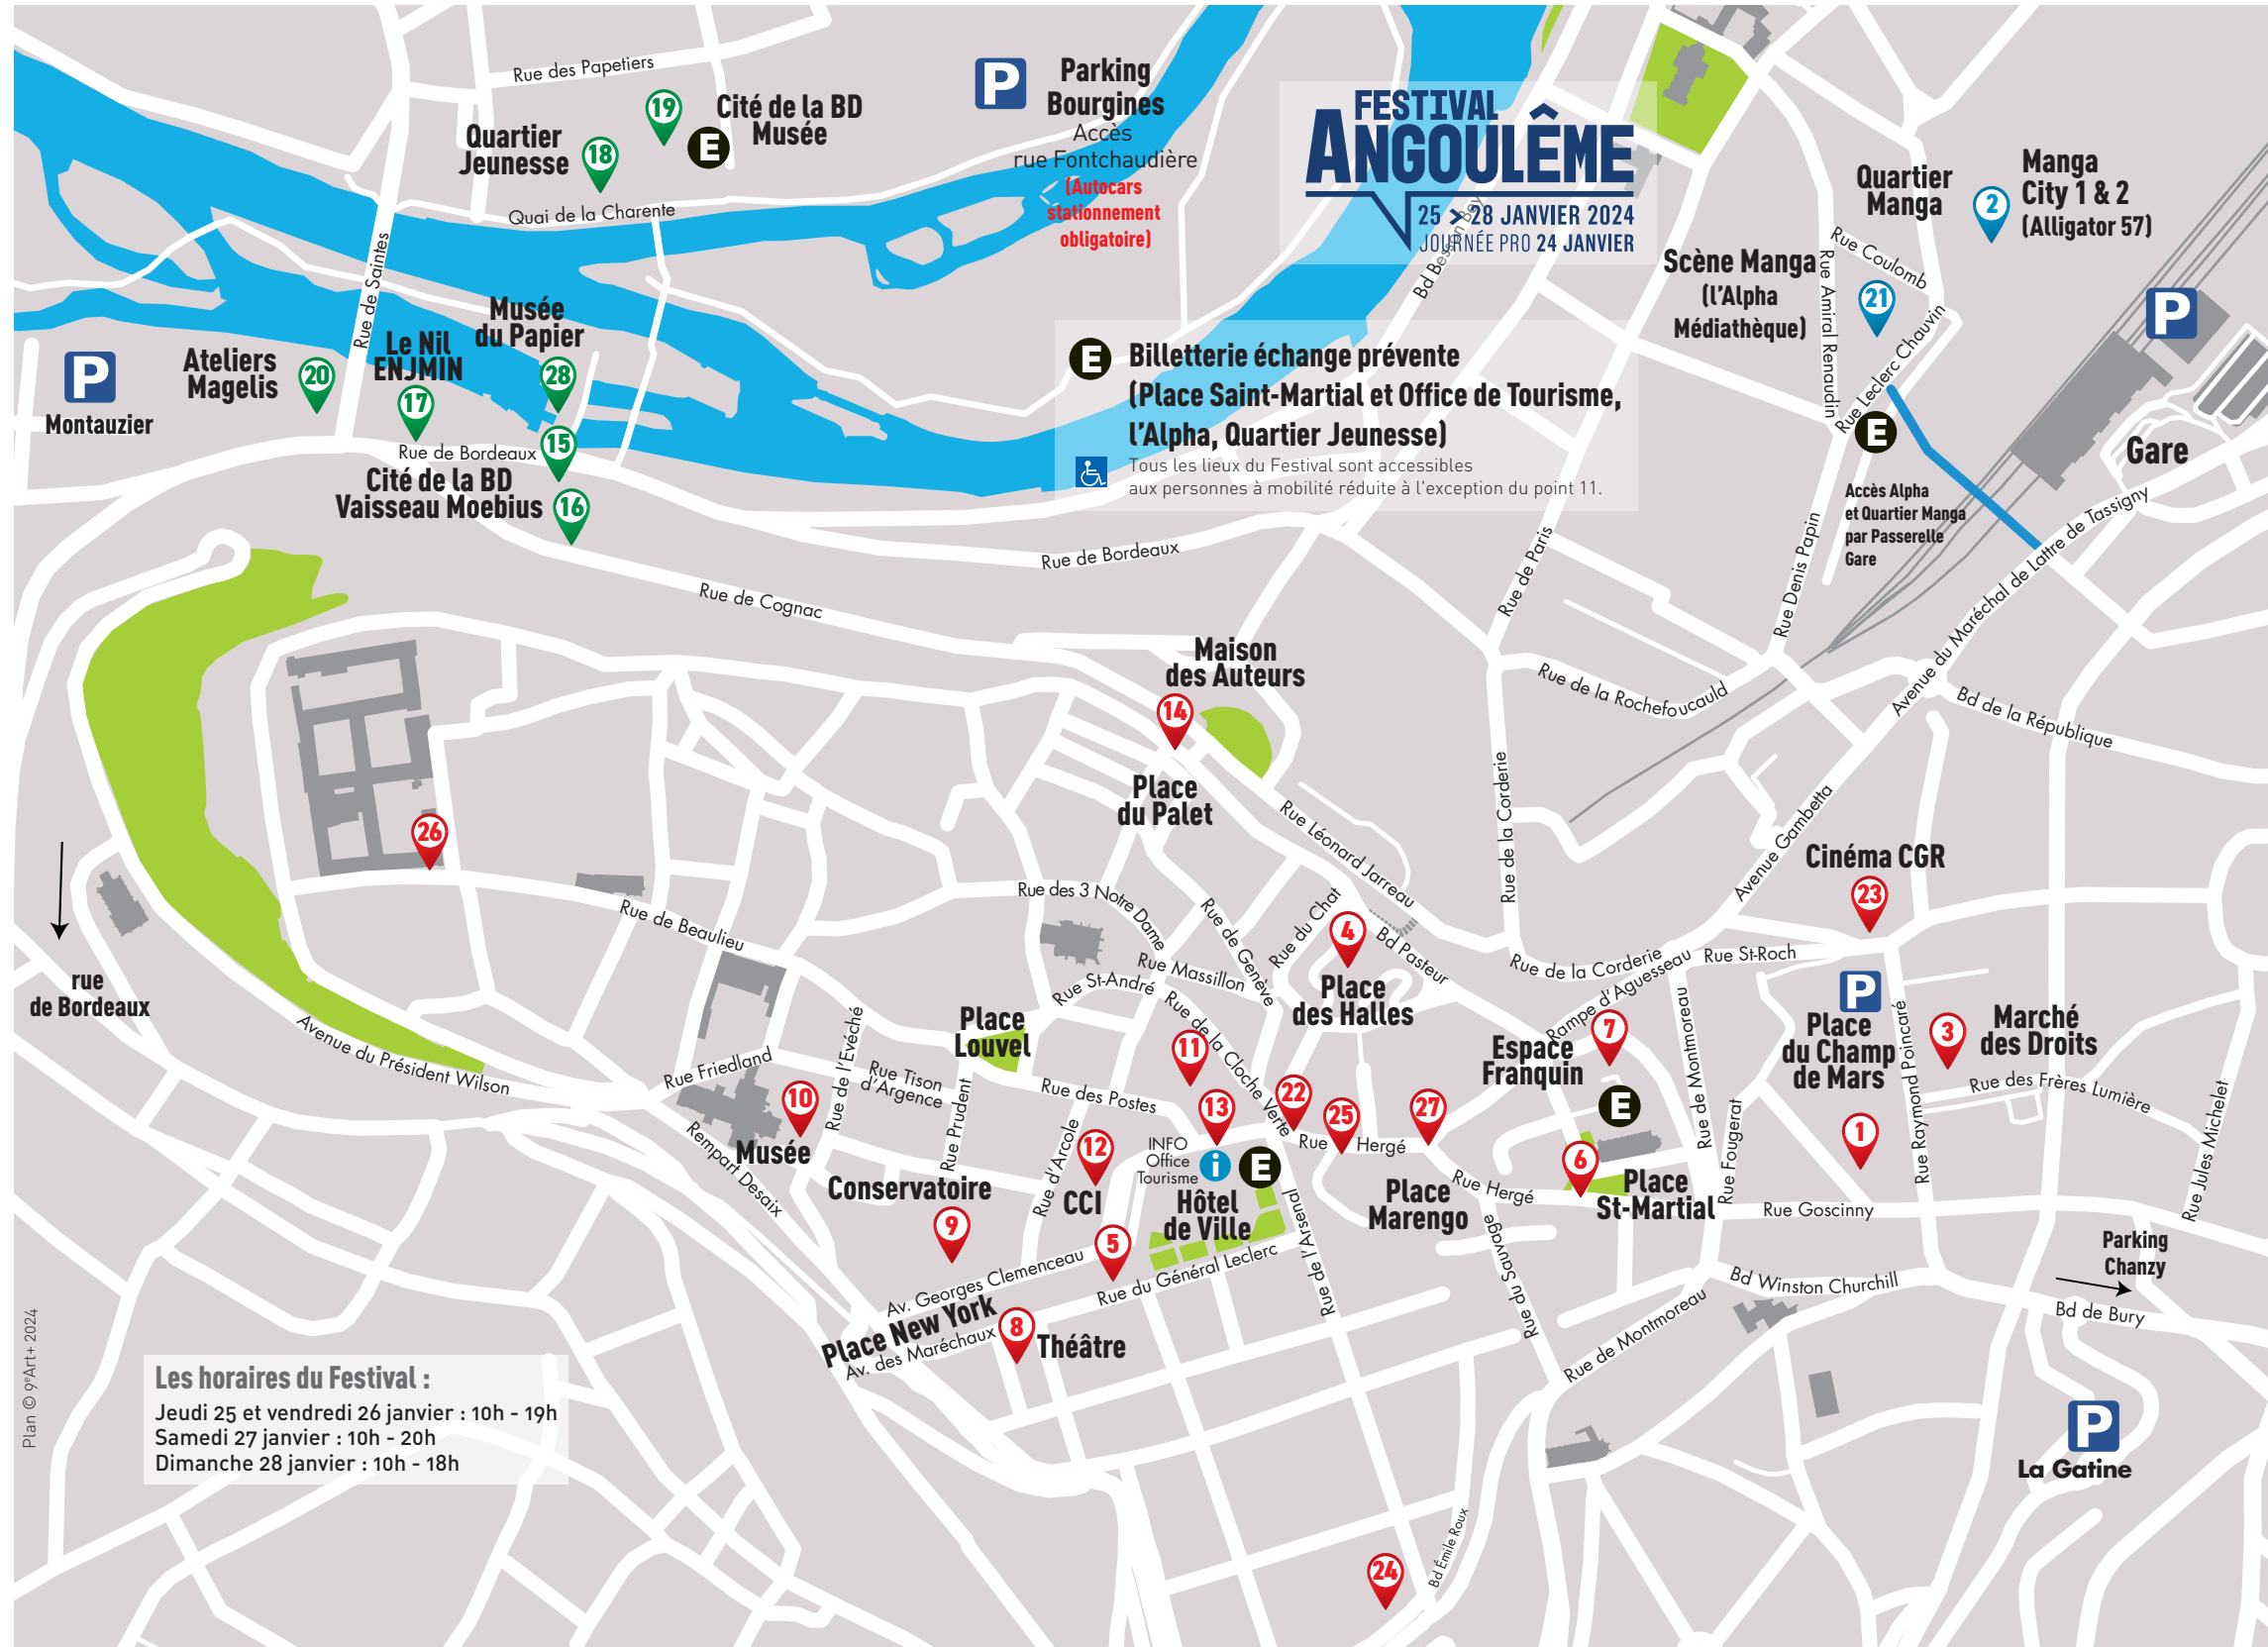 Rue des Papetiers
19
Cité de la BD
Musée
E
Quartier
Jeunesse
18
Quai de la Charente
P
Parking
Bourgines
Accès
rue Fontchaudière
(Autocars
stationnement
obligatoire)
FESTIVAL
ANGOULÊME
25 > 28 JANVIER 2024
JOURNÉE PRO 24 JANVIER
Quartier
Manga
2
Manga
City 1 & 2
(Alligator 57)
Rue Coulomb
Scène Manga
(l'Alpha
Médiathèque)
21
Rue Amiral Renaudin
Rue Leclerc Chauvin
P
Gare
E
Accès Alpha
et Quartier Manga
par Passerelle
Gare
E
Billetterie échange prévente
(Place Saint-Martial et Office de Tourisme,
l'Alpha, Quartier Jeunesse)
Tous les lieux du Festival sont accessibles
aux personnes à mobilité réduite à l'exception du point 11.
Rue de Saintes
P
Montauzier
Ateliers
Magelis
20
Le Nil
ENJMIN
17
Musée
du Papier
28
Rue de Bordeaux
15
Cité de la BD
Vaisseau Moebius
16
Rue de Bordeaux
Rue de Cognac
Rue de Paris
Rue Denis Papin
Avenue du Maréchal de Lattre de Tassigny
Rue de la Rochefoucauld
Bd de la République
Maison
des Auteurs
14
Place
du Palet
Rue Léonard Jarreau
Rue de la Corderie
Avenue Gambetta
Cinéma CGR
23
26
rue
de Bordeaux
Rue de Beaulieu
Rue des 3 Notre Dame
Rue de Genève
Rue du Chat
4
Bd Pasteur
Place
des Halles
Rue Massillon
Rue St-André
Rue de la Cloche Verte
Rue de la Corderie
Rampe d'Aguesseau
Rue St-Roch
P
Place
du Champ
de Mars
1
Rue Raymond Poincaré
3
Marché
des Droits
Rue des Frères Lumière
Rue Jules Michelet
Avenue du Président Wilson
Rue Friedland
Rue de l'Evéché
Rue Tison
d'Argence
Place
Louvel
Rue Prudent
Rue des Postes
11
13
22
25
27
Rue Hergé
Espace
Franquin
7
E
6
Place
St-Martial
Rue de Montmoreau
Rue Fougerat
Rue Goscinny
10
Musée
Rempart Desaix
Conservatoire
9
Rue d'Arcole
12
CCI
INFO
Office
Tourisme
i
E
Hôtel
de Ville
5
Place
Marengo
Rue Hergé
Rue de l'Arsenal
Rue du Sauvage
Av. Georges Clemenceau
Rue du Général Leclerc
Place New York
Av. des Maréchaux
8
Théâtre
Rue de Montmoreau
Bd Winston Churchill
Parking
Chanzy
Bd de Bury
P
La Gatine
24
Bd Émile Roux
Les horaires du Festival :
Jeudi 25 et vendredi 26 janvier : 10h - 19h
Samedi 27 janvier : 10h - 20h
Dimanche 28 janvier : 10h - 18h
Plan © 9eArt+ 2024